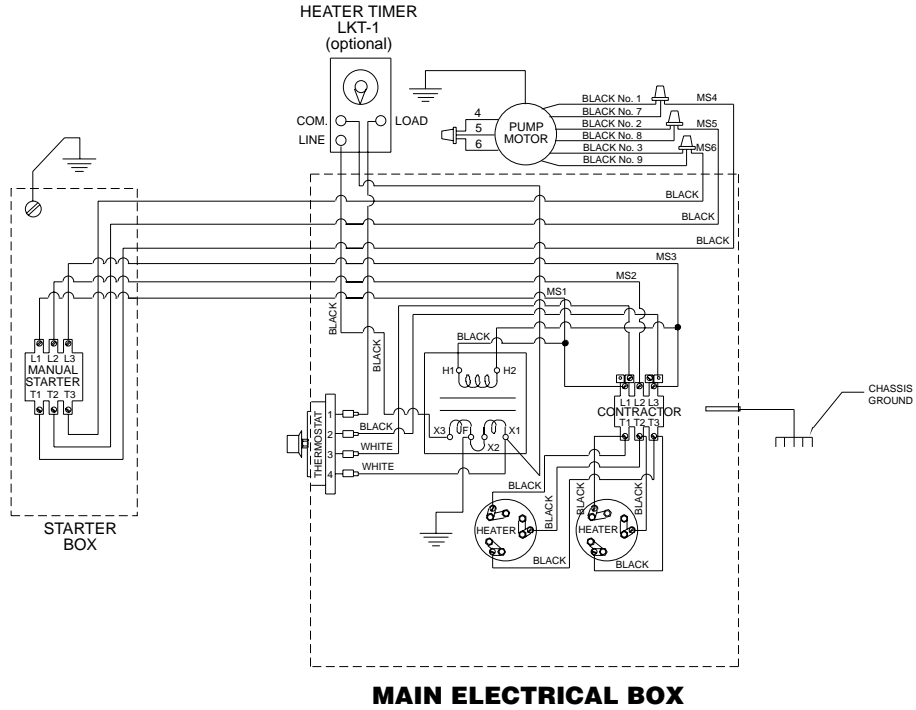 HEATER TIMER
LKT-1
(optional)
COM.
LOAD
LINE
4
5
6
PUMP
MOTOR
BLACK No. 1
MS4
BLACK No. 7
BLACK No. 2
MS5
BLACK No. 8
BLACK No. 3
MS6
BLACK No. 9
BLACK
BLACK
BLACK
MS3
MS2
MS1
BLACK
BLACK
BLACK
L1 L2 L3
MANUAL
STARTER
T1 T2 T3
H1
H2
L1 L2 L3
CONTRACTOR
T1 T2 T3
CHASSIS
GROUND
THERMOSTAT
1
2
3
4
BLACK
WHITE
WHITE
X3
F
X2
X1
BLACK
BLACK
BLACK
BLACK
HEATER
HEATER
BLACK
BLACK
STARTER
BOX
MAIN ELECTRICAL BOX